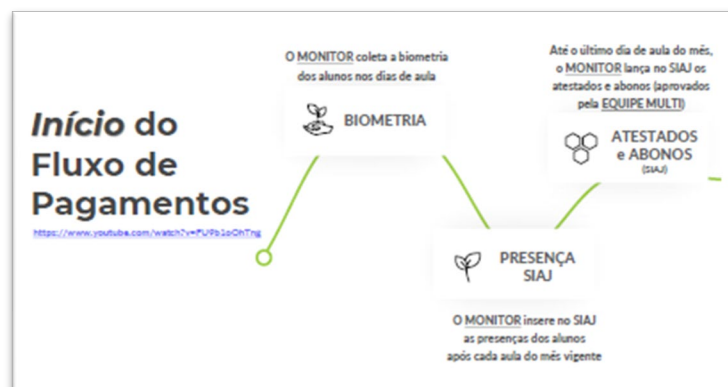 Início do
Fluxo de
Pagamentos
O MONITOR coleta a biometria
dos alunos nos dias de aula
BIOMETRIA
PRESENÇA
SIAJ
O MONITOR insere no SIAJ
as presenças dos alunos
após cada aula do mês vigente
Até o último dia de aula do mês,
o MONITOR lança no SIAJ os
atestados e abonos (aprovados
pela EQUIPE MULTI)
ATESTADOS
e ABONOS
(SIAJ)